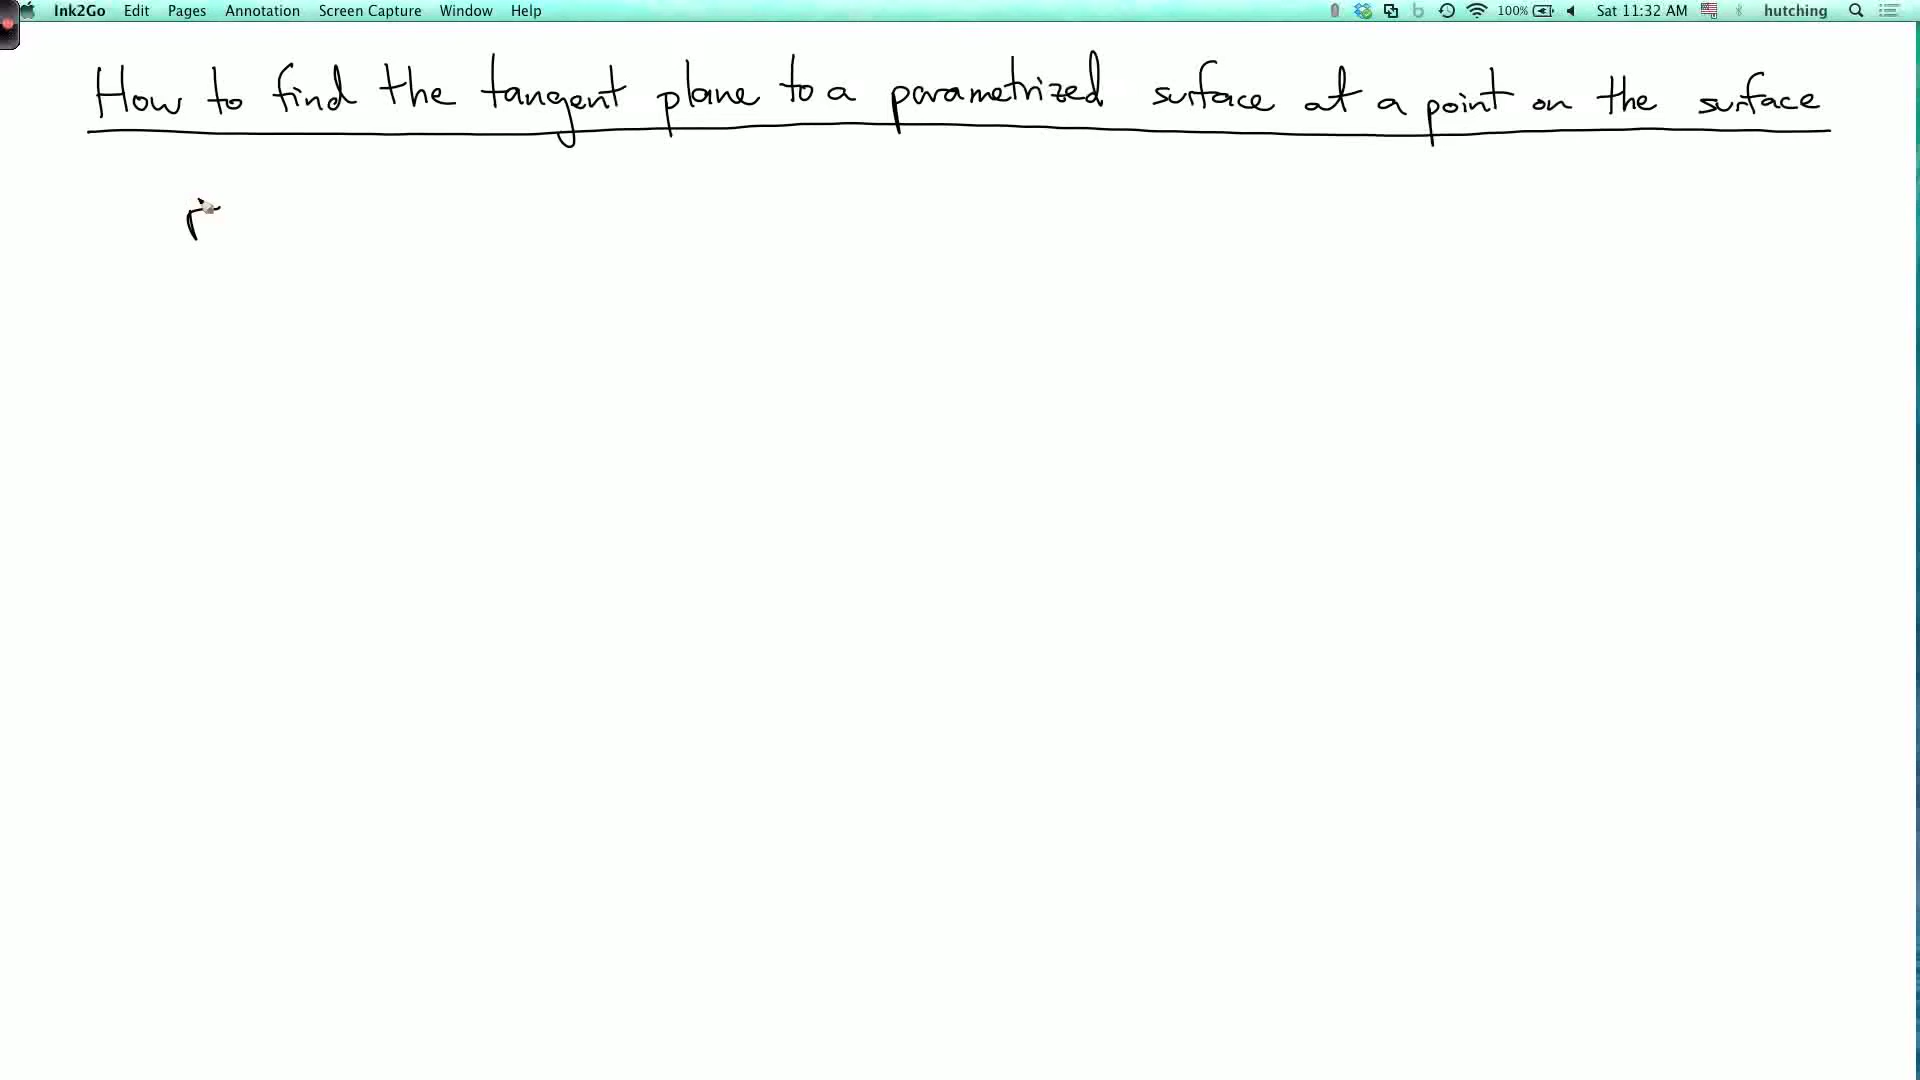 Ink2Go Edit Pages Annotation Screen Capture Window Help 100% Sat 11:32 AM hutching
How to find the tangent plane to a parametrized surface at a point on the surface
r